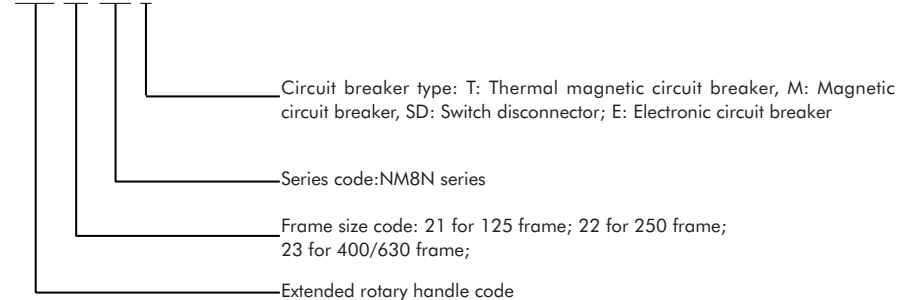 Circuit breaker type: T: Thermal magnetic circuit breaker, M: Magnetic
circuit breaker, SD: Switch disconnector; E: Electronic circuit breaker
Series code:NM8N series
Frame size code: 21 for 125 frame; 22 for 250 frame;
23 for 400/630 frame;
Extended rotary handle code